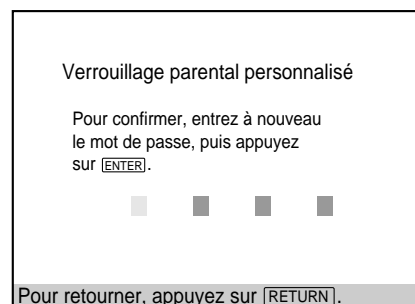 Verrouillage parental personnalisé
Pour confirmer, entrez à nouveau
le mot de passe, puis appuyez
sur ENTER.
Pour retourner, appuyez sur RETURN.